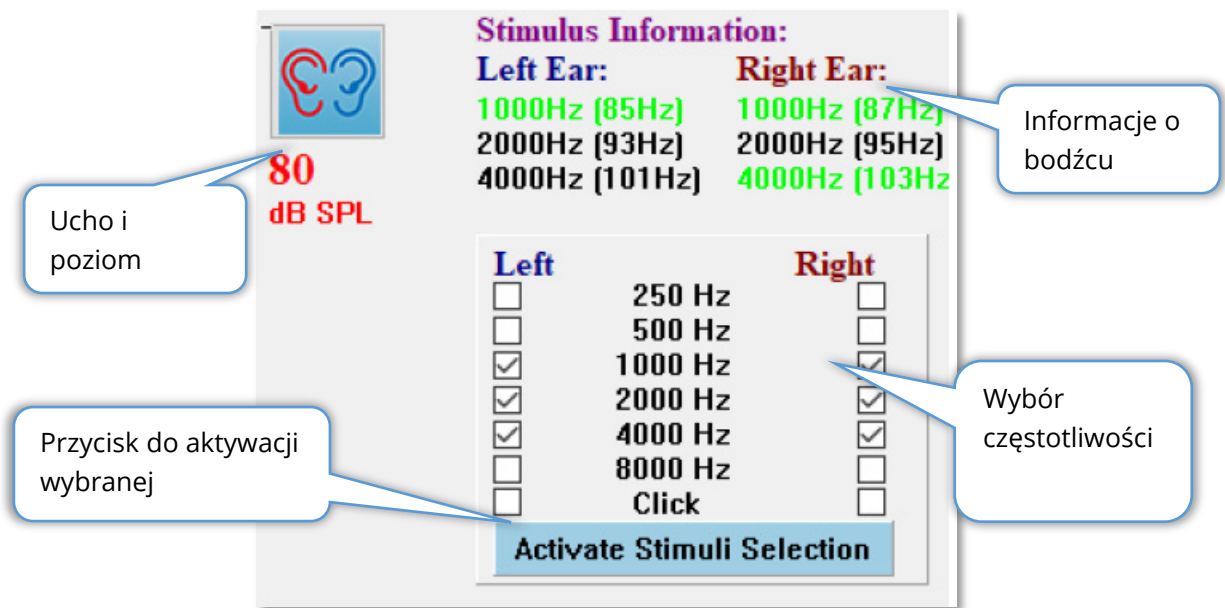 Stimulus Information:
Left Ear: Right Ear:
1000Hz (85Hz) 1000Hz (87Hz)
2000Hz (93Hz) 2000Hz (95Hz)
4000Hz (101Hz) 4000Hz (103Hz
80
dB SPL
Informacje o
bodźcu
Ucho i
poziom
Left Right
250 Hz
500 Hz
1000 Hz
2000 Hz
4000 Hz
8000 Hz
Click
Activate Stimuli Selection
Wybór
częstotliwości
Przycisk do aktywacji
wybranej